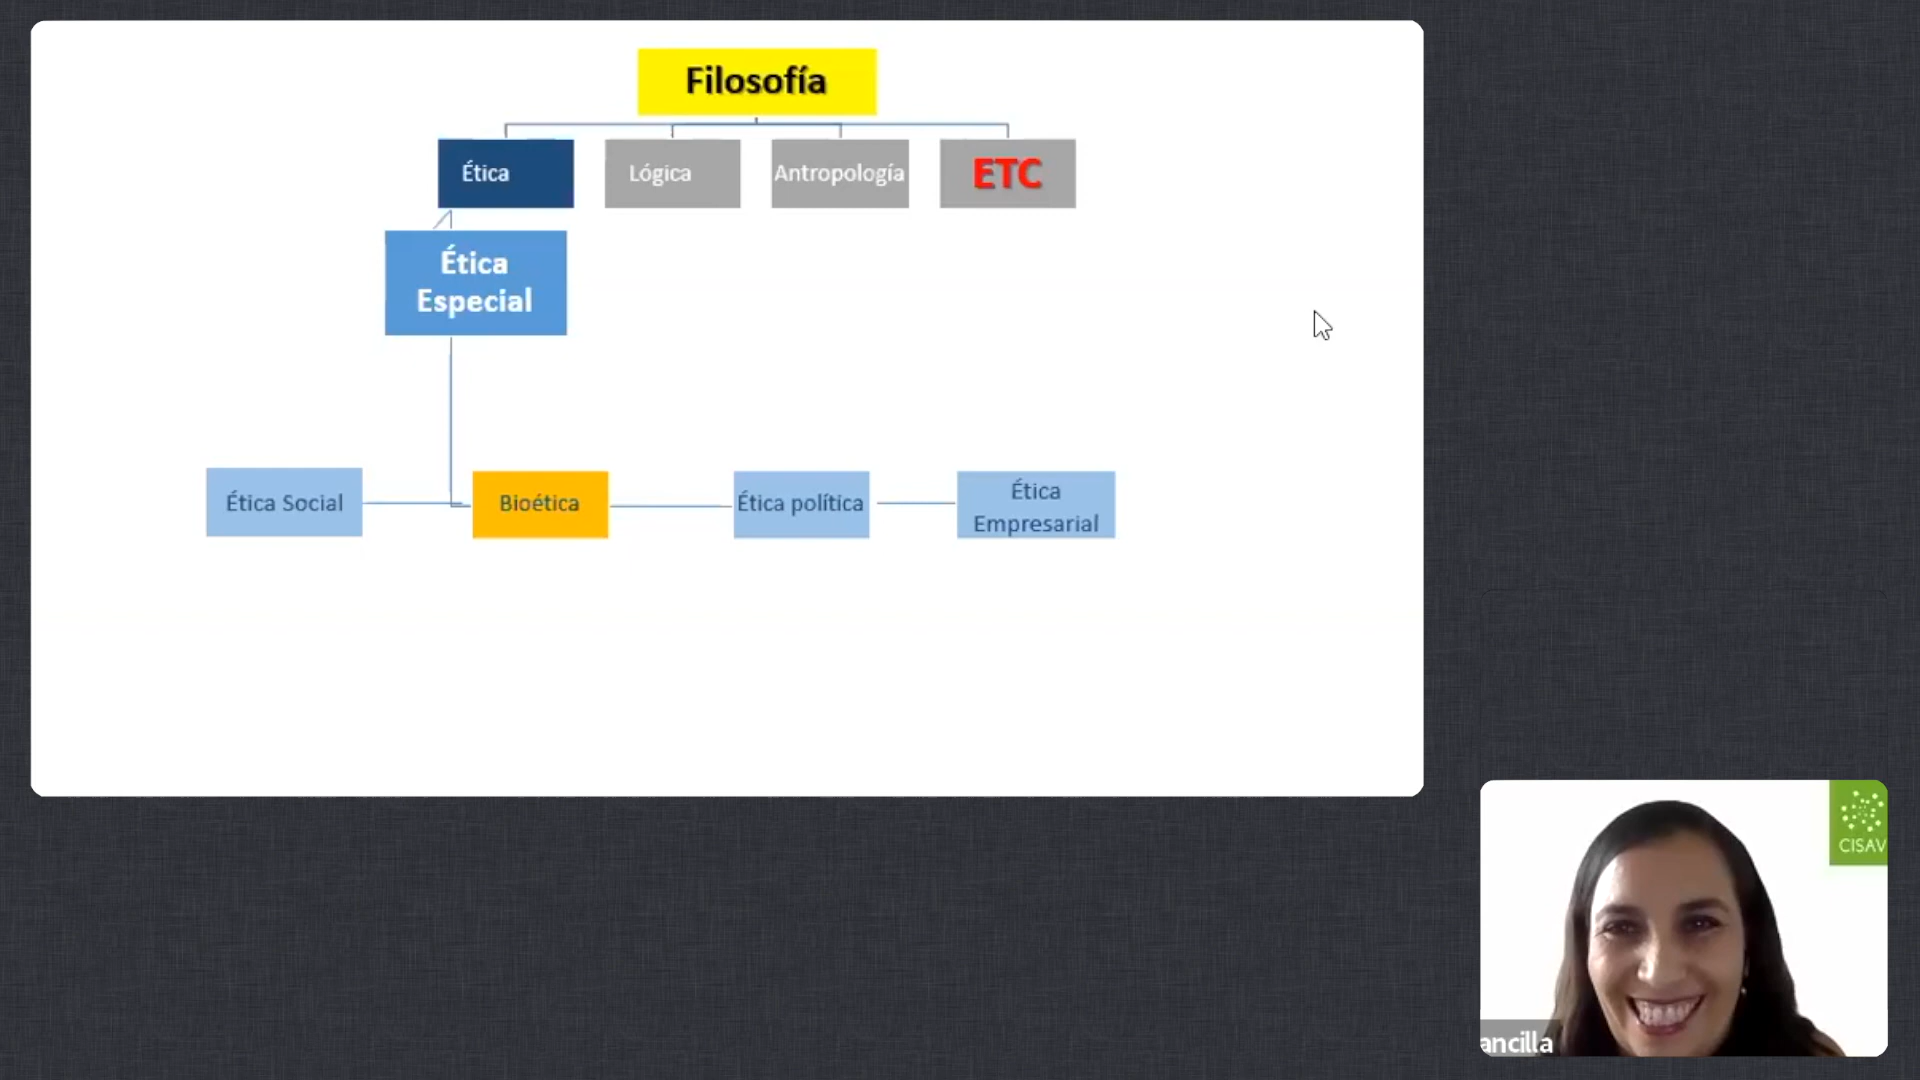 Filosofía
Ética
Lógica
Antropología
ETC
Ética
Especial
Ética Social
Bioética
Ética política
Ética
Empresarial
CISAV
ancilla